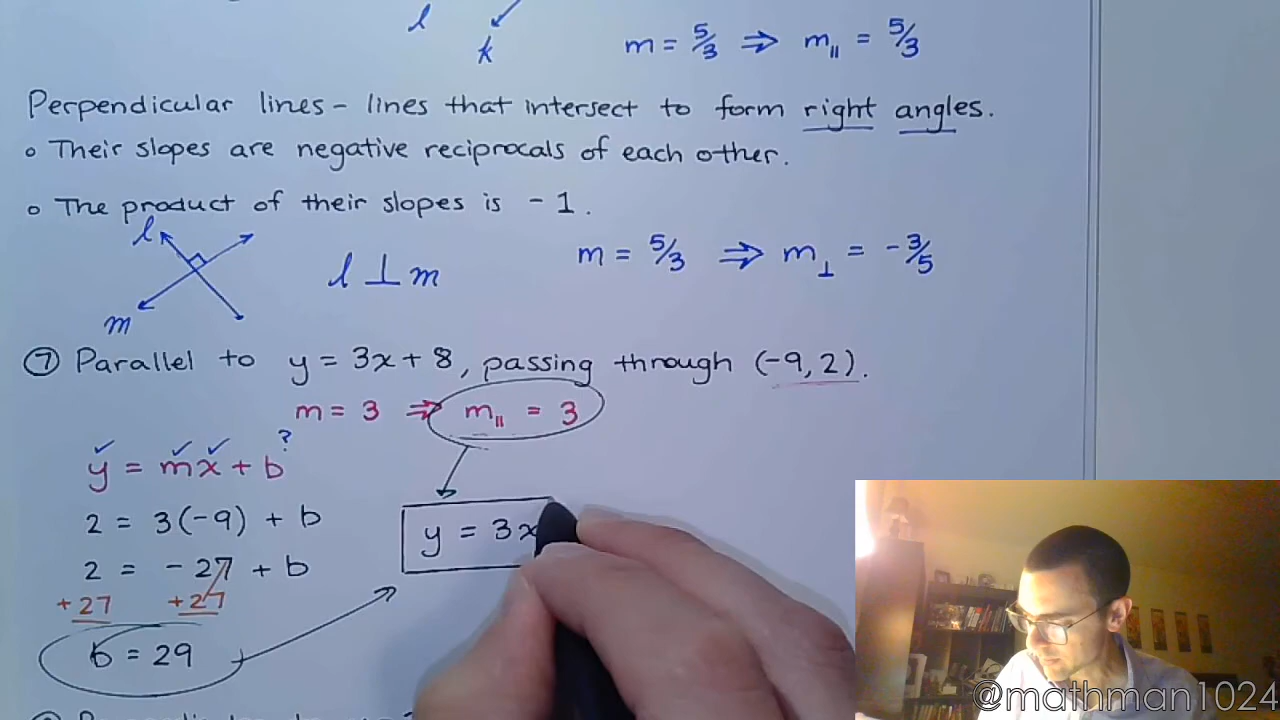 l
k
m = 5/3 ⇒ m∥ = 5/3
Perpendicular lines - lines that intersect to form right angles.
∘ Their slopes are negative reciprocals of each other.
∘ The product of their slopes is -1.
l
m
l ⊥ m
m = 5/3 ⇒ m⊥ = -3/5
⑦ Parallel to y = 3x + 8, passing through (-9, 2).
m = 3 ⇒ m∥ = 3
?
y = mx + b
2 = 3(-9) + b
2 = -27 + b
+27 +27
b = 29
y = 3x
@mathman1024